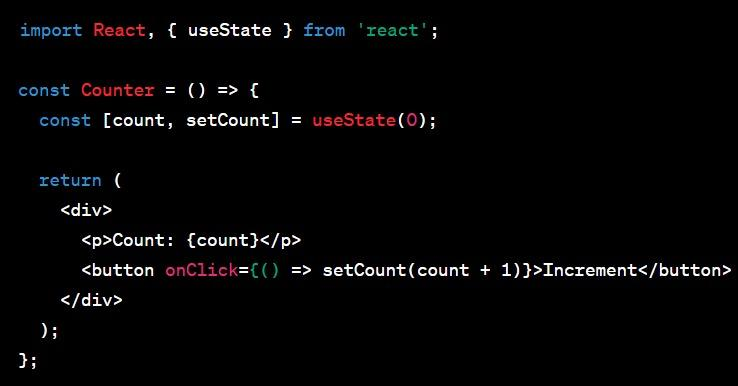 import React, { useState } from 'react';
const Counter = () => {
const [count, setCount] = useState(0);
return (
<div>
<p>Count: {count}</p>
<button onClick={() => setCount(count + 1)}>Increment</button>
</div>
);
};